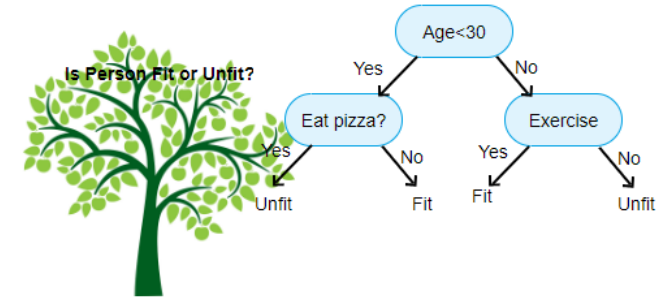 Age<30
Is Person Fit or Unfit?
Yes
No
Eat pizza?
Exercise
Yes
No
Yes
No
Unfit
Fit
Fit
Unfit